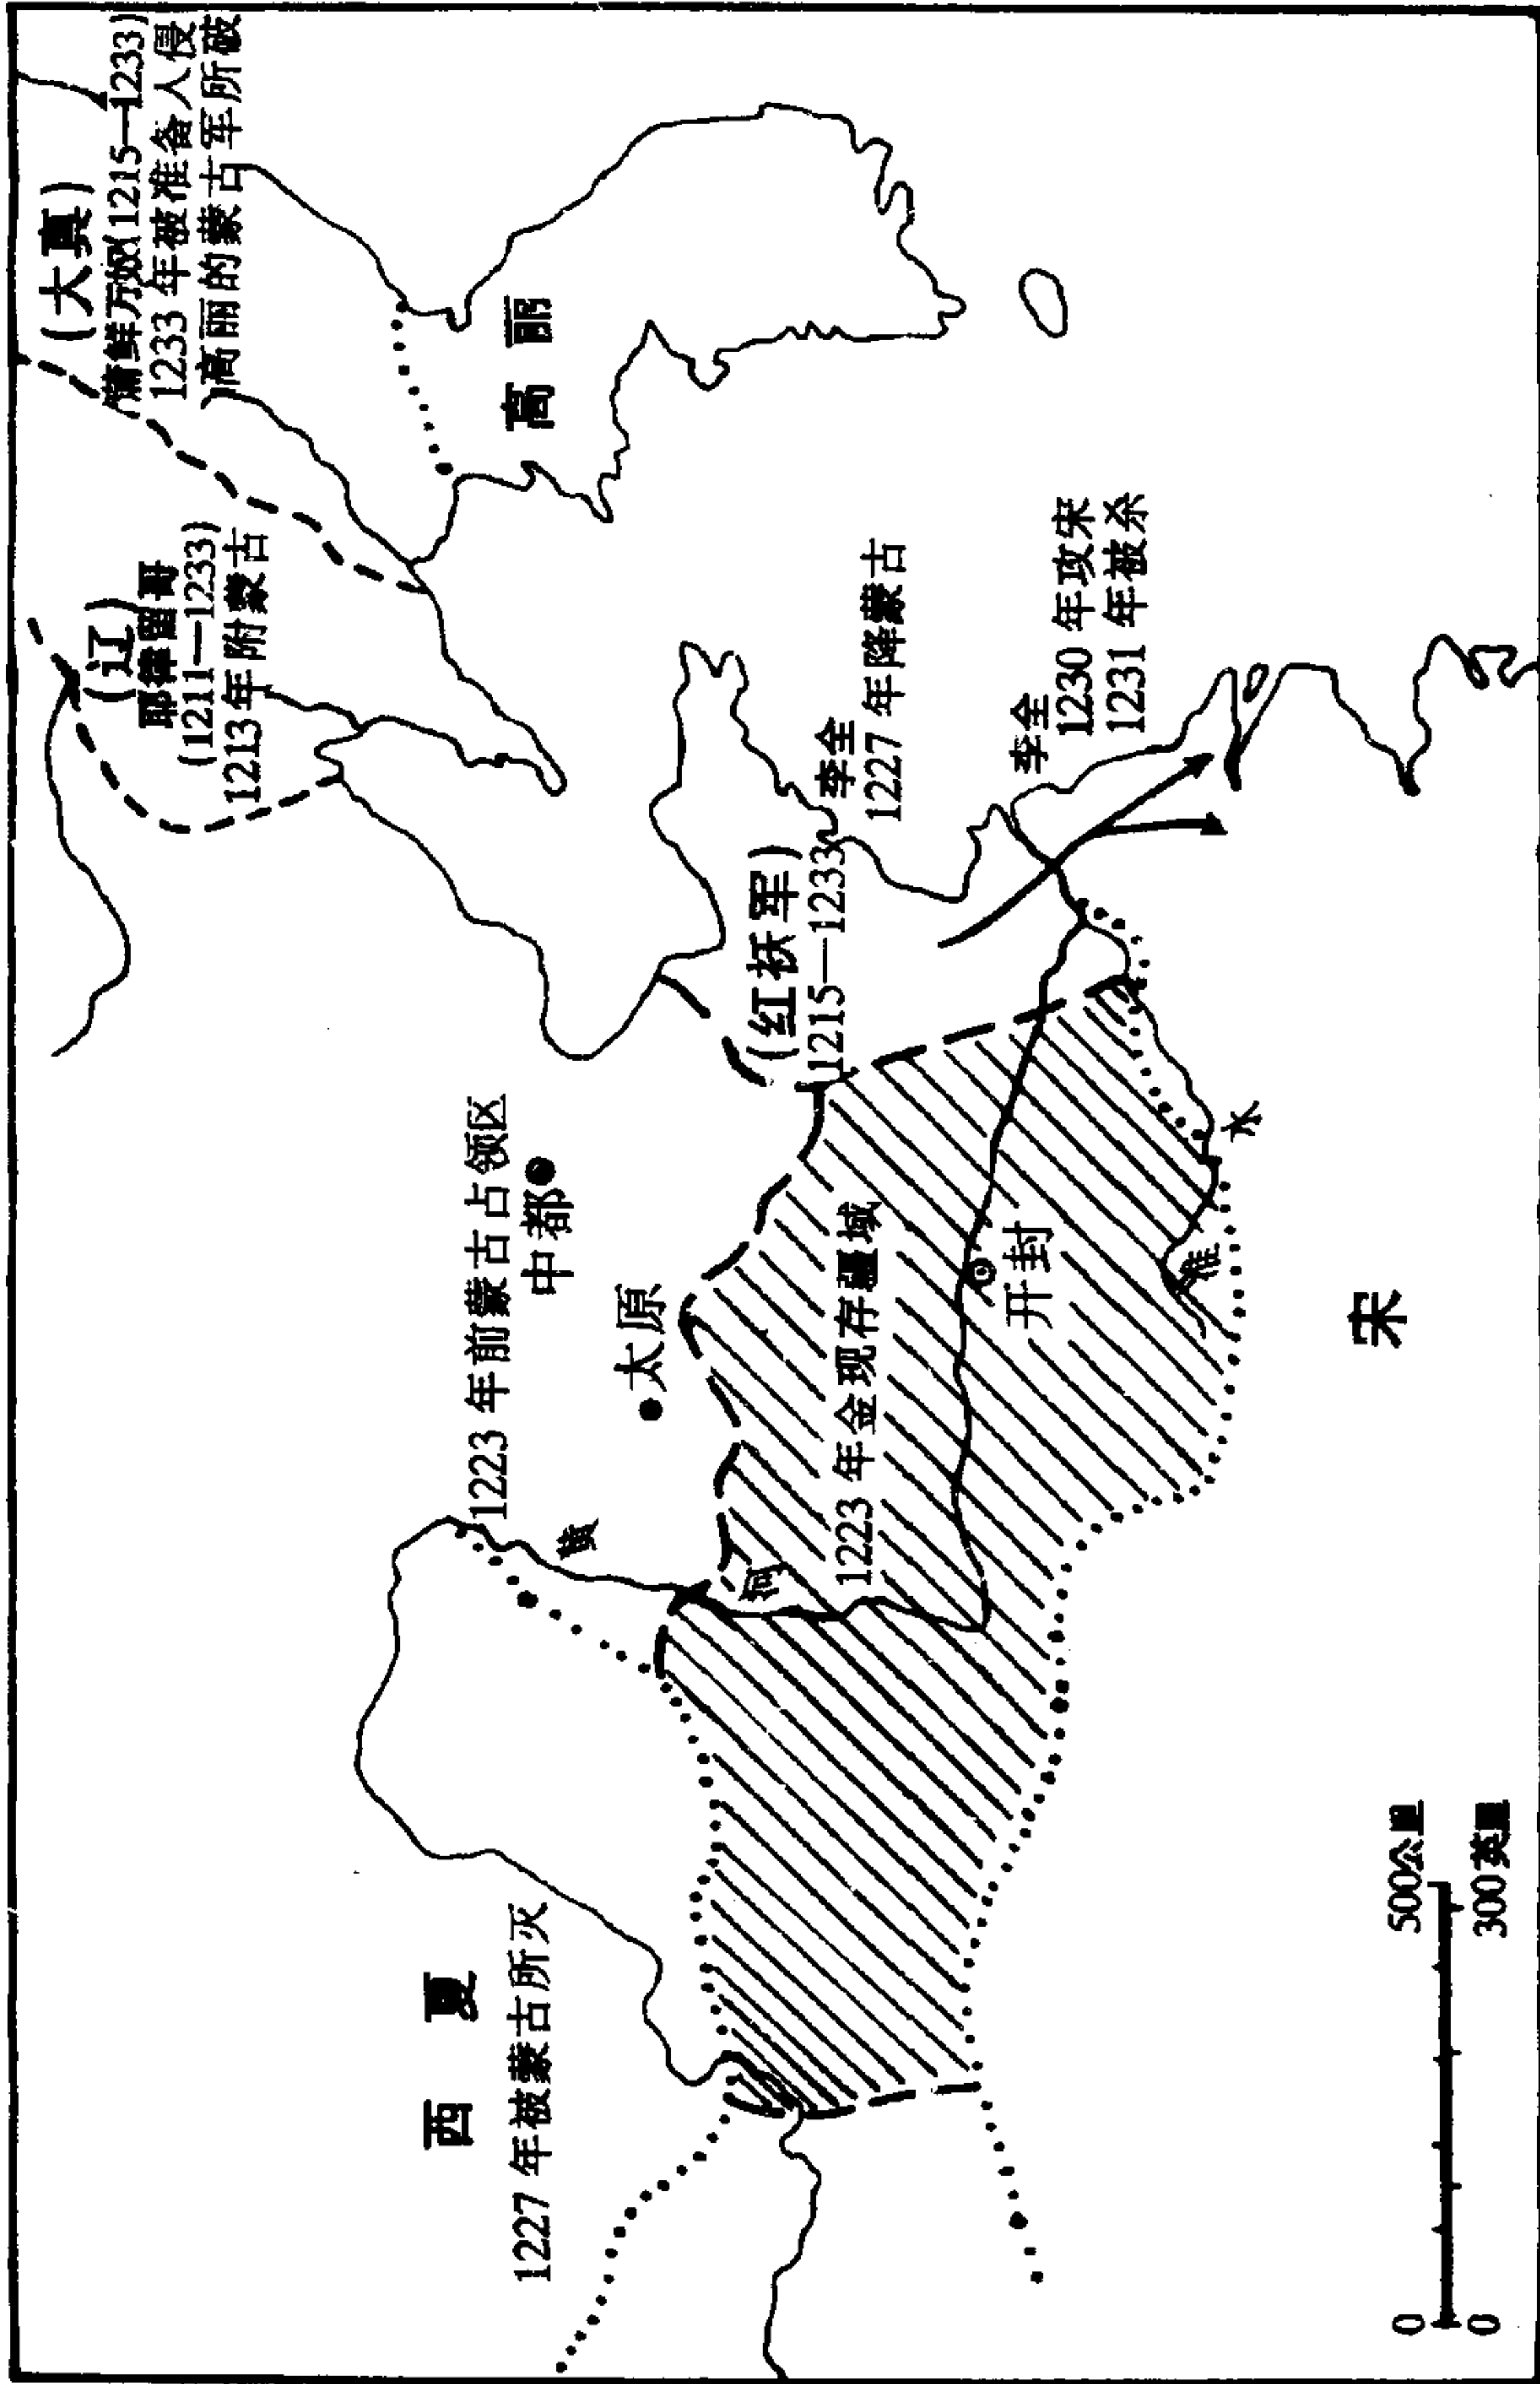 (大真)
蒲鲜万奴(1215—1233)
1233 年被准备入侵
高丽的蒙古军所破
(辽)
耶律留哥
(1211—1233)
1213年附蒙古
高 丽
1223 年前蒙古占领区
中都
太原
西 夏
1227 年被蒙古所灭
黄
河
(红袄军)
1215—1233
李全
1227 年降蒙古
1223 年金现存疆域
开封
李全
1230 年攻宋
1231 年被杀
淮
水
宋
0 500公里
0 300英里